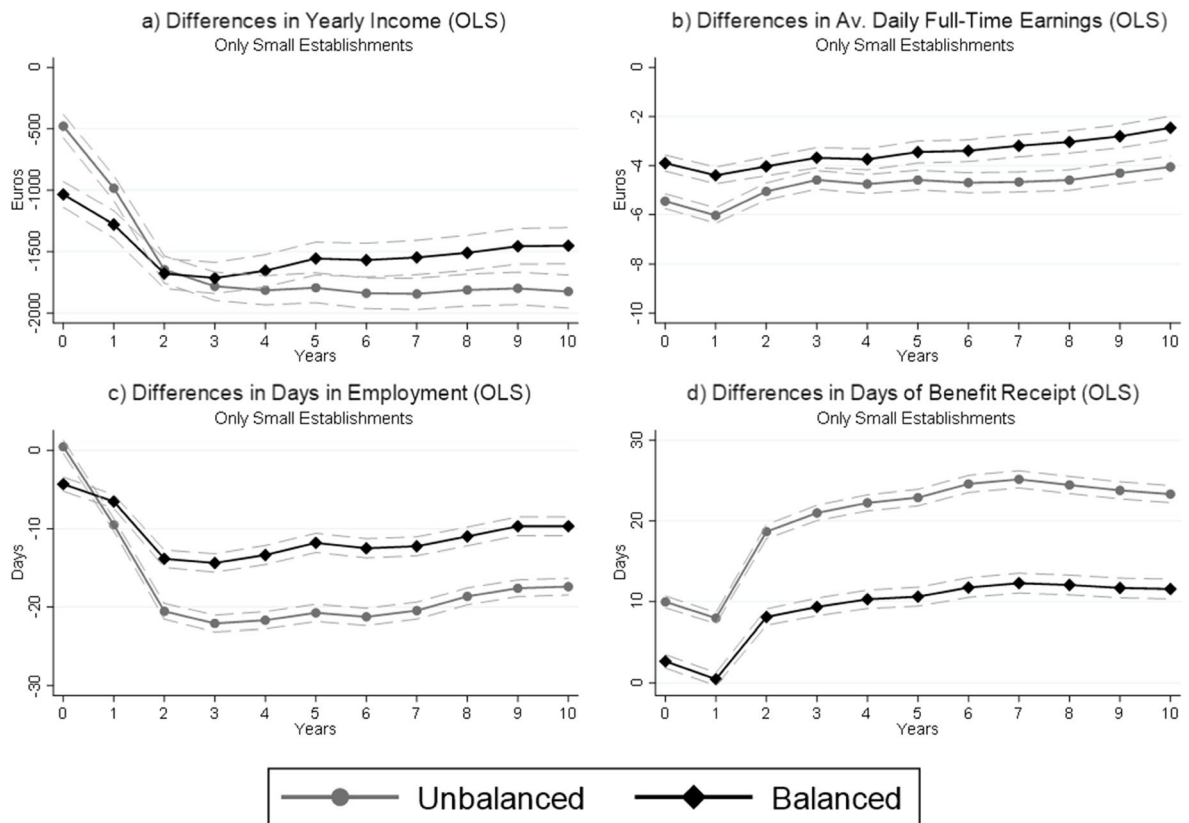 a) Differences in Yearly Income (OLS)
Only Small Establishments
0
-500
-1000
-1500
-2000
Euros
0 1 2 3 4 5 6 7 8 9 10
Years
b) Differences in Av. Daily Full-Time Earnings (OLS)
Only Small Establishments
0
-2
-4
-6
-8
-10
Euros
0 1 2 3 4 5 6 7 8 9 10
Years
c) Differences in Days in Employment (OLS)
Only Small Establishments
0
-10
-20
-30
Days
0 1 2 3 4 5 6 7 8 9 10
Years
d) Differences in Days of Benefit Receipt (OLS)
Only Small Establishments
30
20
10
0
Days
0 1 2 3 4 5 6 7 8 9 10
Years
Unbalanced Balanced